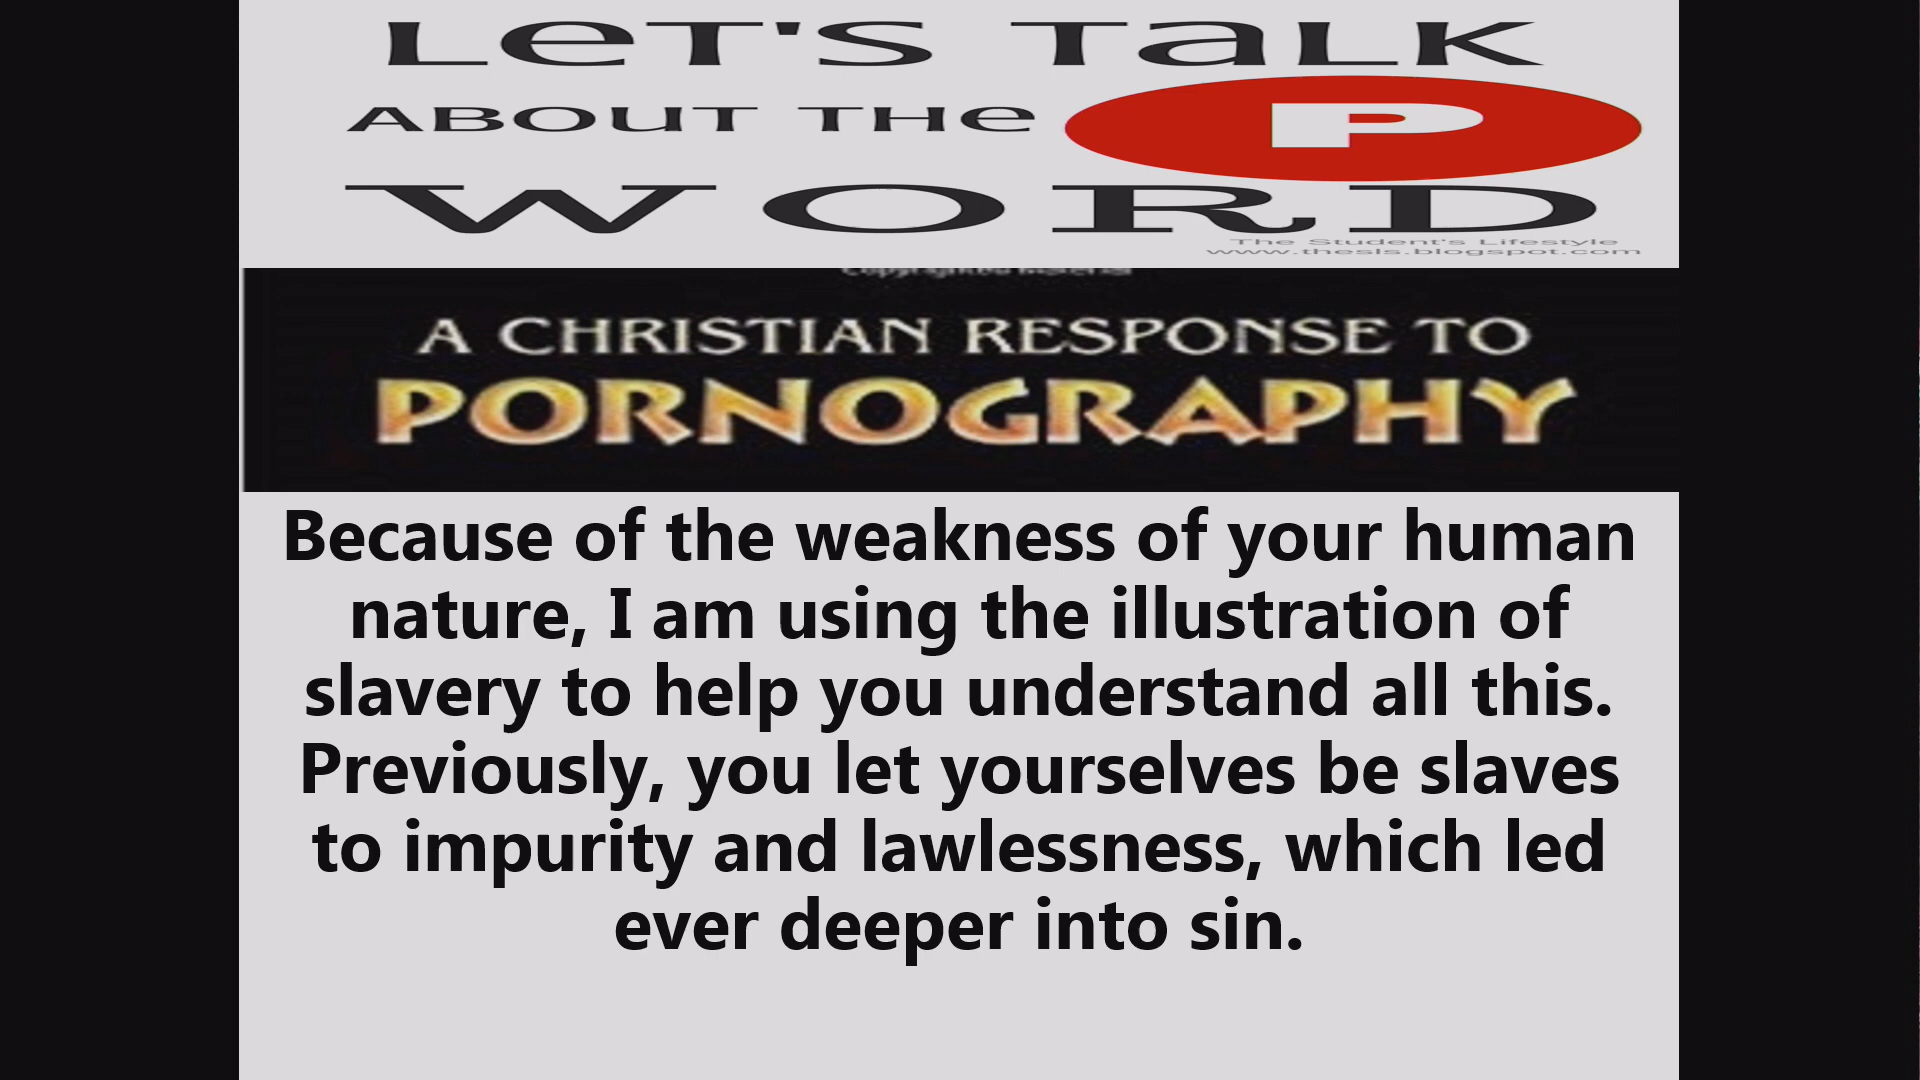 LeT's TaLK
ABOUT THe P
WORD
The Student's Lifestyle
www.thesls.blogspot.com
A CHRISTIAN RESPONSE TO
PORNOGRAPHY
Because of the weakness of your human
nature, I am using the illustration of
slavery to help you understand all this.
Previously, you let yourselves be slaves
to impurity and lawlessness, which led
ever deeper into sin.